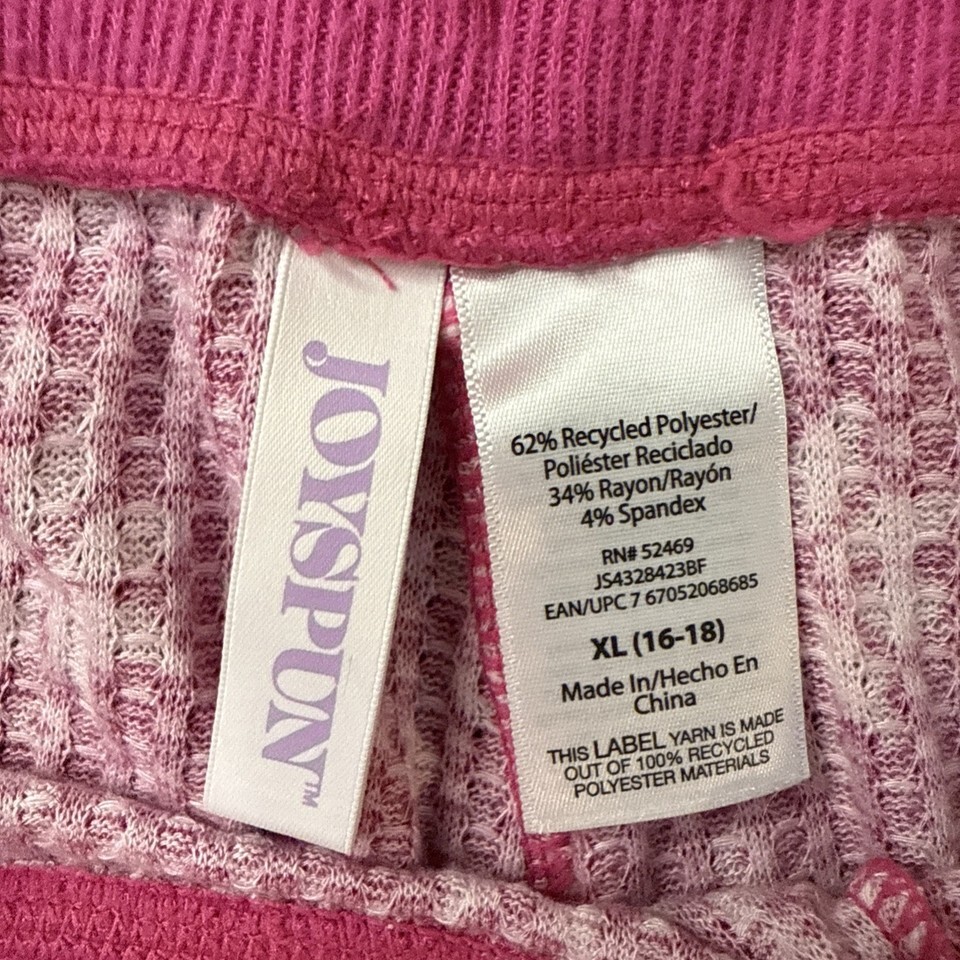 JOYSPUN™
62% Recycled Polyester/
Poliéster Reciclado
34% Rayon/Rayón
4% Spandex
RN# 52469
JS4328423BF
EAN/UPC 7 67052068685
XL (16-18)
Made In/Hecho En
China
THIS LABEL YARN IS MADE
OUT OF 100% RECYCLED
POLYESTER MATERIALS